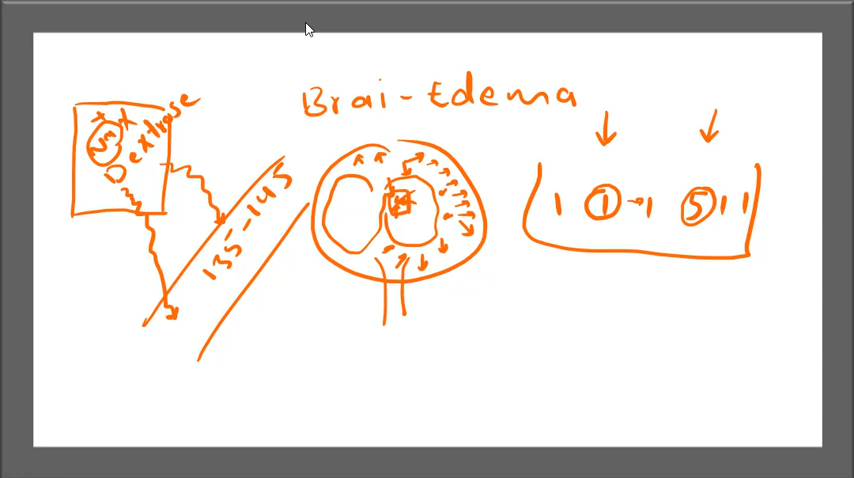 Brai-Edema
Dextrose
135-145
1 1 1 5 1 1